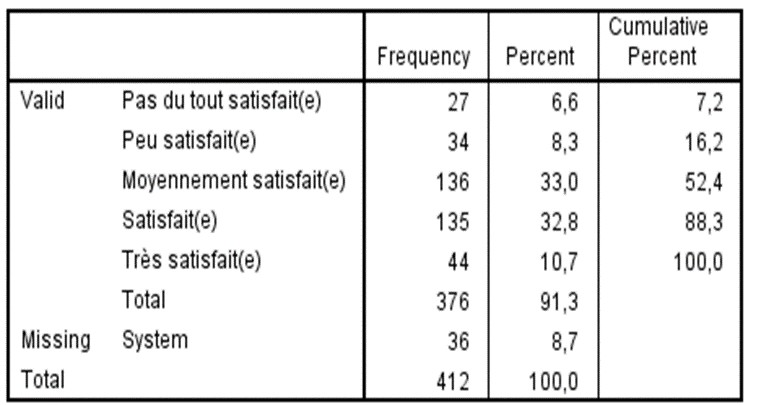 Cumulative
Frequency Percent Percent
Valid Pas du tout satisfait(e) 27 6,6 7,2
Peu satisfait(e) 34 8,3 16,2
Moyennement satisfait(e) 136 33,0 52,4
Satisfait(e) 135 32,8 88,3
Très satisfait(e) 44 10,7 100,0
Total 376 91,3
Missing System 36 8,7
Total 412 100,0